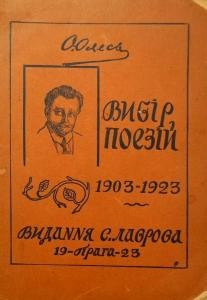 О. Олесь
ВИБІР
ПОЕЗІЙ
1903-1923
ВИДАННЯ Є. ЛАВРОВА
19-ПРАГА-23